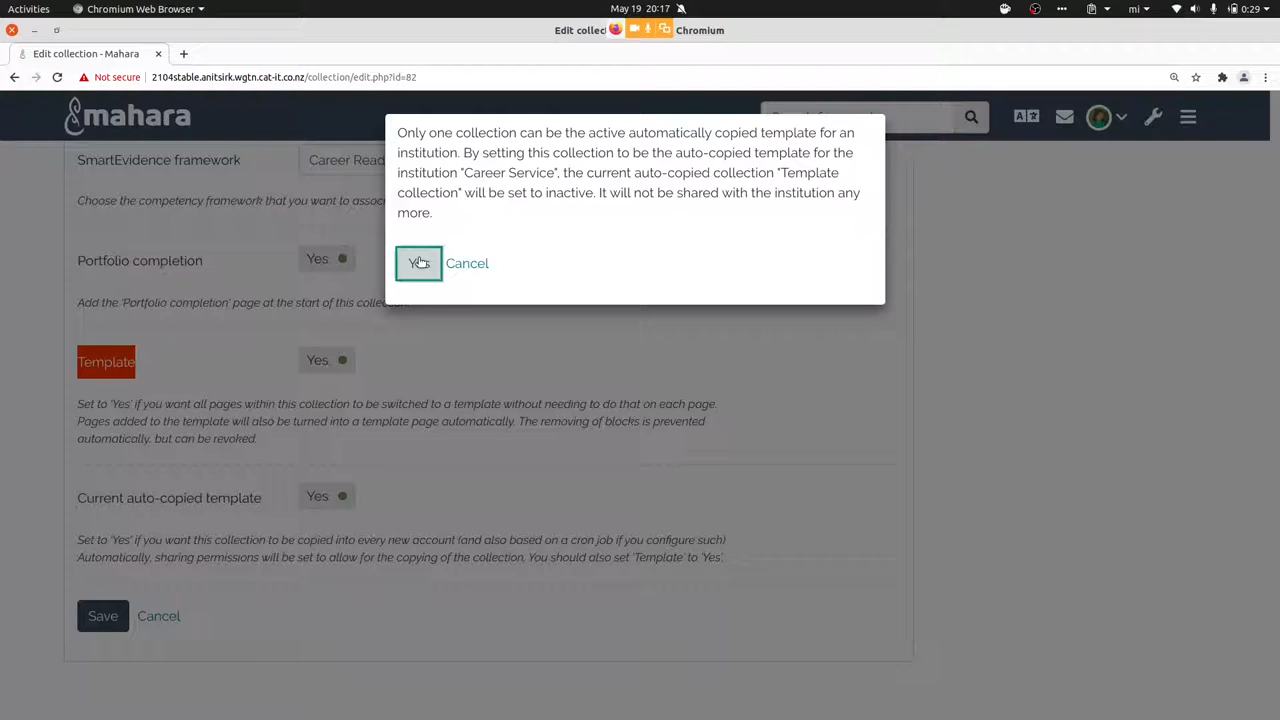 Activities
Chromium Web Browser
May 19 20:17
mi
0:29
Edit collec
Chromium
Edit collection - Mahara
Not secure
2104stable.anitsirk.wgtn.cat-it.co.nz/collection/edit.php?id=82
mahara
Only one collection can be the active automatically copied template for an
institution. By setting this collection to be the auto-copied template for the
institution "Career Service", the current auto-copied collection "Template
collection" will be set to inactive. It will not be shared with the institution any
more.
Yes
Cancel
SmartEvidence framework
Career Read
Choose the competency framework that you want to assoc
Portfolio completion
Yes
Add the 'Portfolio completion' page at the start of this collection.
Template
Yes
Set to 'Yes' if you want all pages within this collection to be switched to a template without needing to do that on each page.
Pages added to the template will also be turned into a template page automatically. The removing of blocks is prevented
automatically, but can be revoked.
Current auto-copied template
Yes
Set to 'Yes' if you want this collection to be copied into every new account (and also based on a cron job if you configure such)
Automatically, sharing permissions will be set to allow for the copying of the collection. You should also set 'Template' to 'Yes'.
Save
Cancel